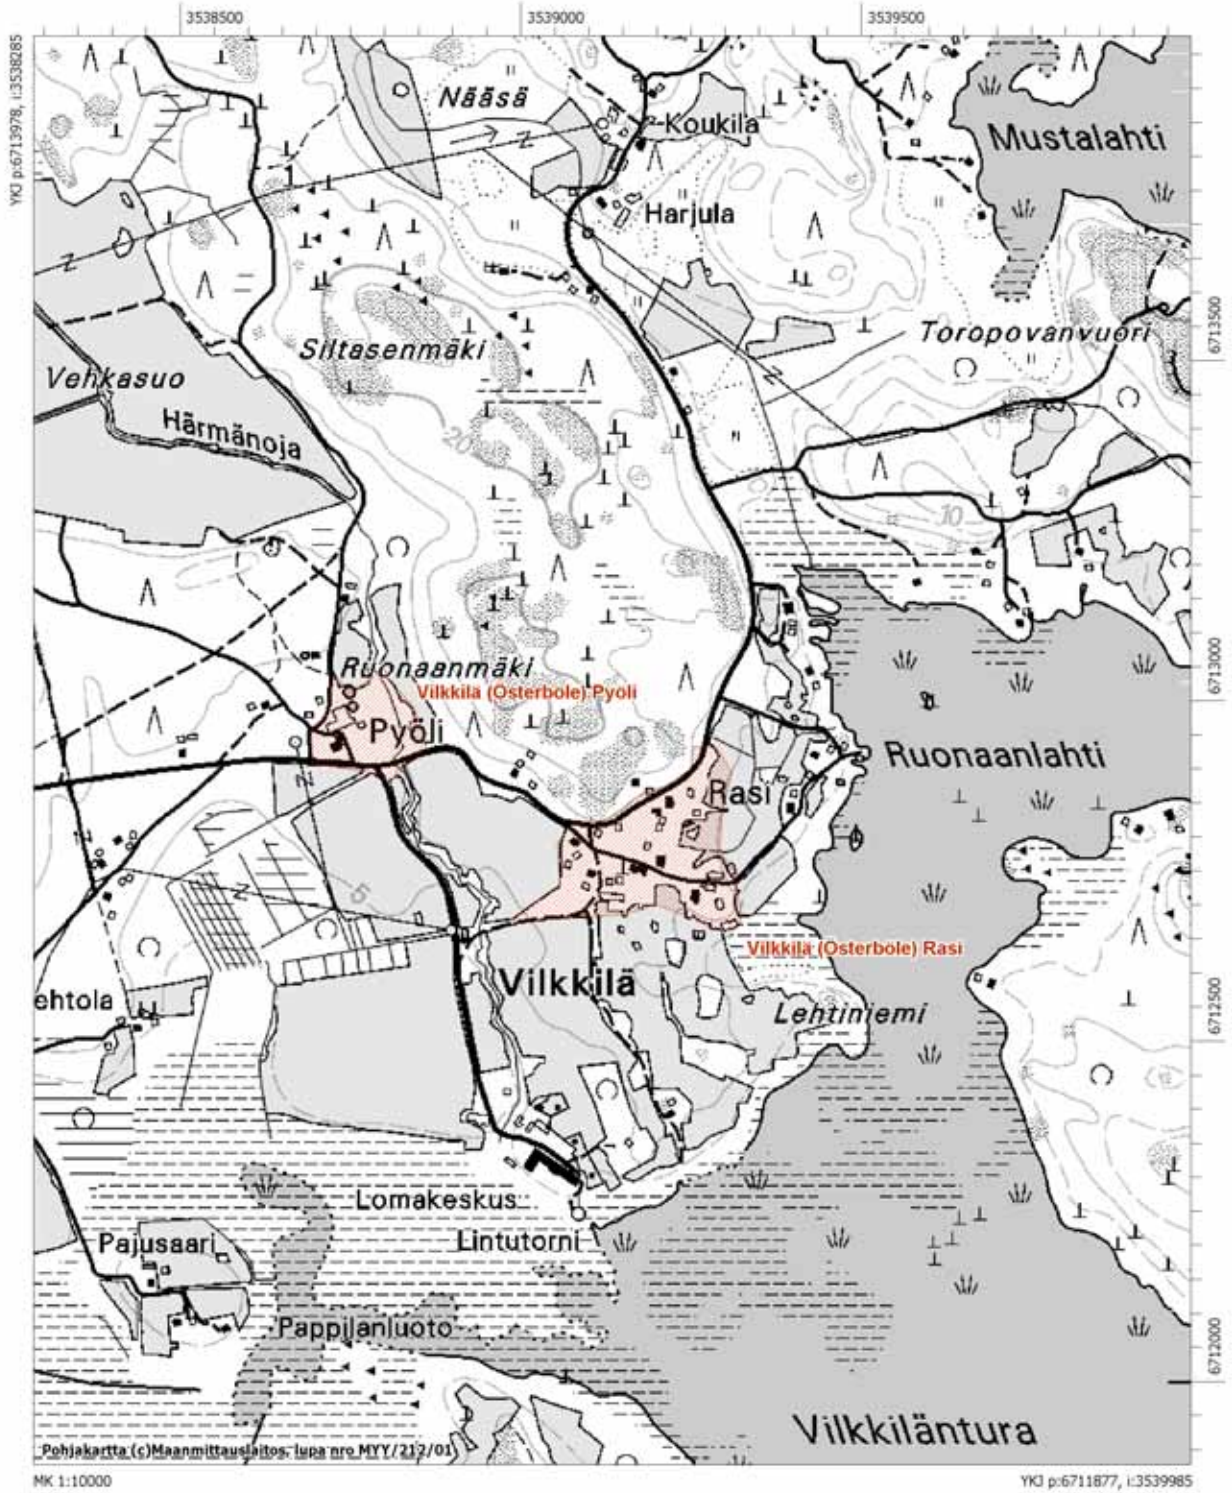 3538500
3539000
3539500
YKJ p:6713978, i:3538285
Nääsä
Koukila
Mustalahti
Harjula
Siltasenmäki
Toropovanvuori
6713500
Vehkasuo
Härmänoja
20
10
Ruonaanmäki
6713000
Vilkkilä (Österböle) Pyöli
Pyöli
Ruonaanlahti
Rasi
5
Vilkkilä (Österböle) Rasi
Vilkkilä
ehtola
Lehtiniemi
6712500
Lomakeskus
Pajusaari
Lintutorni
Pappilanluoto
6712000
Vilkkiläntura
Pohjakartta (c)Maanmittauslaitos, lupa nro MYY/212/01
MK 1:10000
YKJ p:6711877, i:3539985